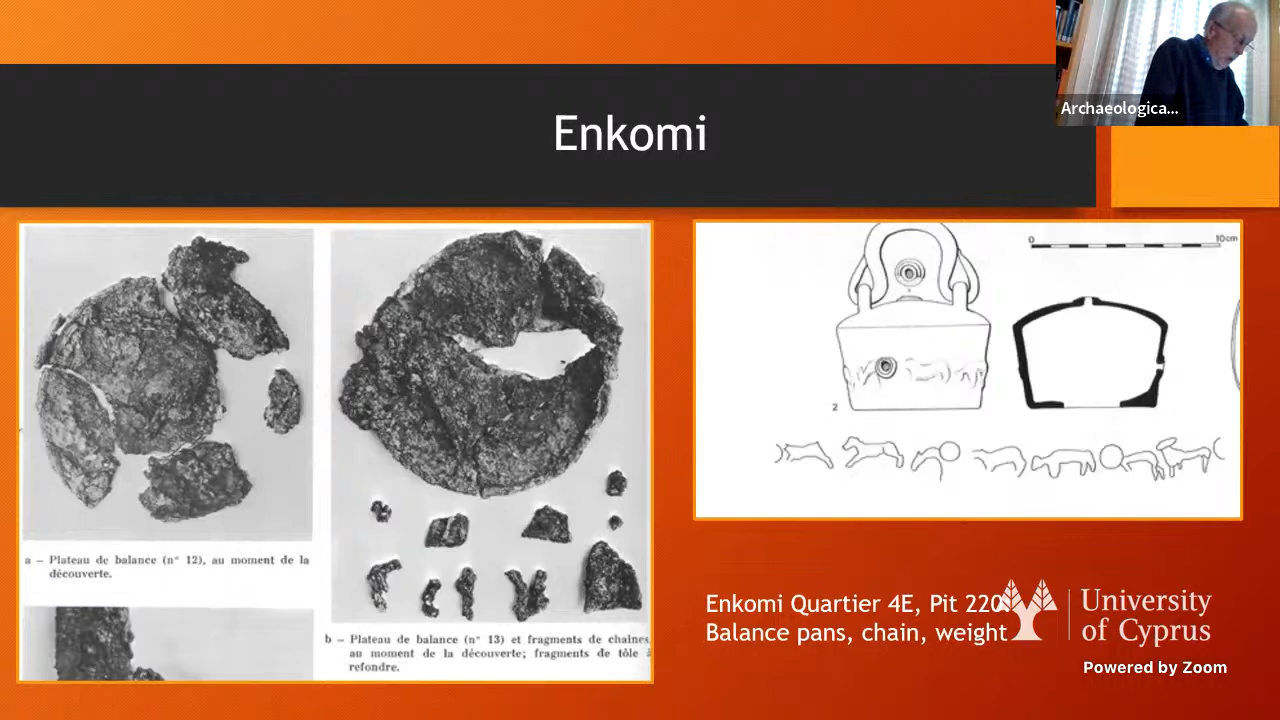 Archaeologica...
Enkomi
a – Plateau de balance (n° 12), au moment de la
découverte.
b – Plateau de balance (n° 13) et fragments de chaînes,
au moment de la découverte; fragments de tôle à
refondre.
0
10cm
2
Enkomi Quartier 4E, Pit 220
Balance pans, chain, weight
University
of Cyprus
Powered by Zoom